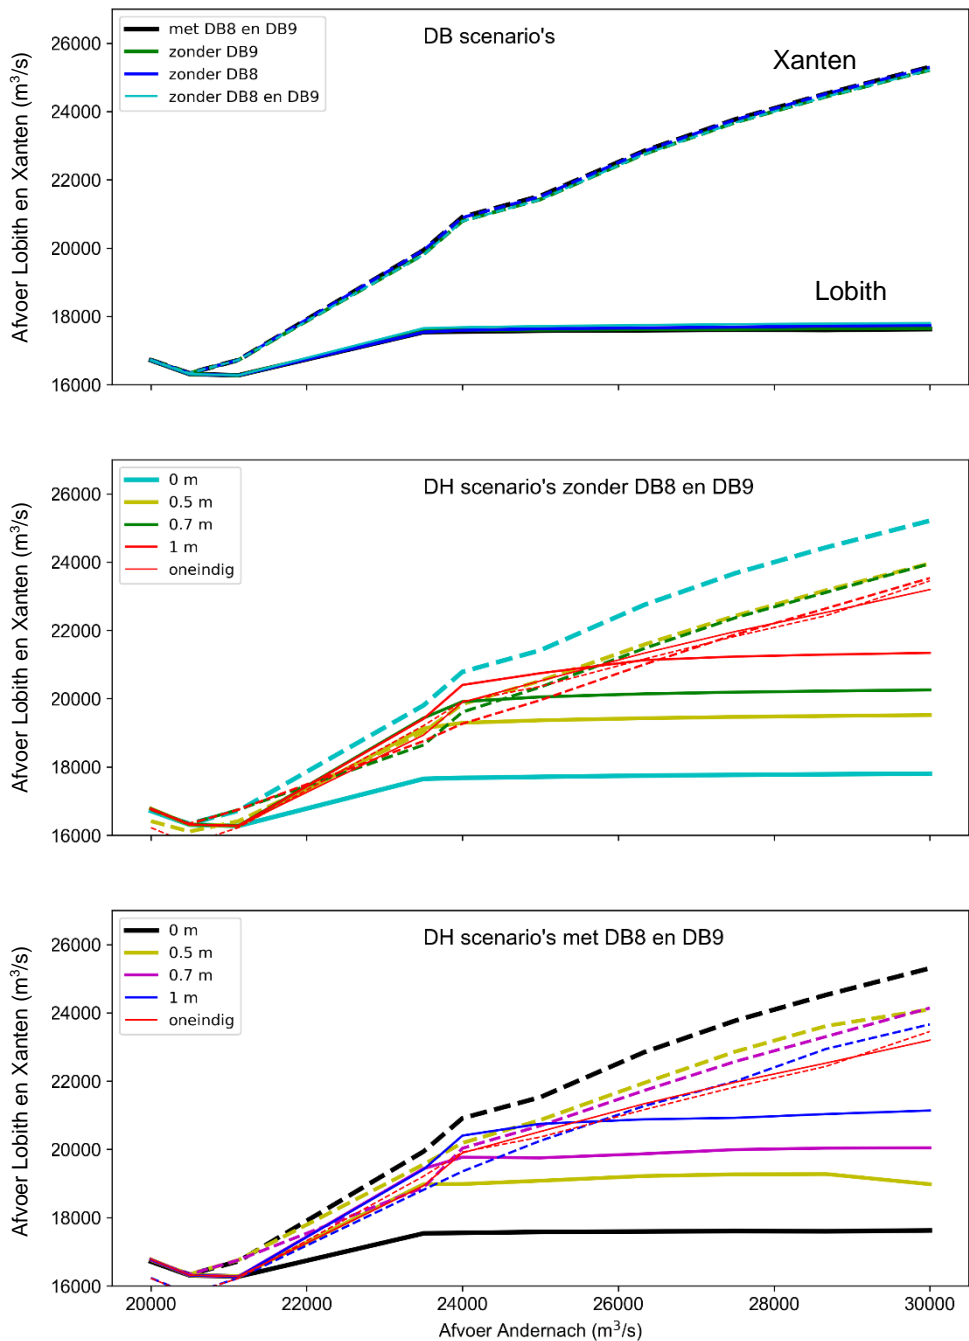 DB scenario's
met DB8 en DB9
zonder DB9
zonder DB8
zonder DB8 en DB9
Xanten
Lobith
26000
24000
22000
20000
18000
16000
Afvoer Lobith en Xanten (m³/s)
DH scenario's zonder DB8 en DB9
0 m
0.5 m
0.7 m
1 m
oneindig
26000
24000
22000
20000
18000
16000
Afvoer Lobith en Xanten (m³/s)
DH scenario's met DB8 en DB9
0 m
0.5 m
0.7 m
1 m
oneindig
26000
24000
22000
20000
18000
16000
Afvoer Lobith en Xanten (m³/s)
20000 22000 24000 26000 28000 30000
Afvoer Andernach (m³/s)